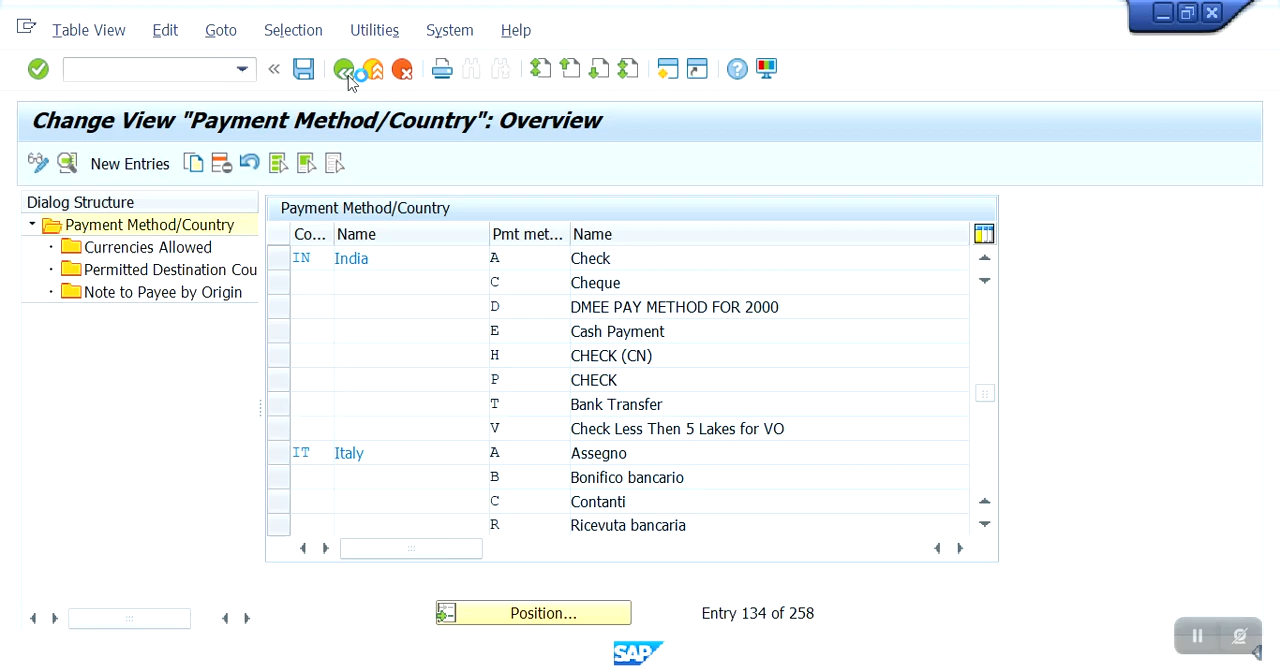 Table View Edit Goto Selection Utilities System Help
Change View "Payment Method/Country": Overview
New Entries
Dialog Structure
Payment Method/Country
Currencies Allowed
Permitted Destination Cou
Note to Payee by Origin
Payment Method/Country
Co... Name Pmt met... Name
IN India A Check
C Cheque
D DMEE PAY METHOD FOR 2000
E Cash Payment
H CHECK (CN)
P CHECK
T Bank Transfer
V Check Less Then 5 Lakes for VO
IT Italy A Assegno
B Bonifico bancario
C Contanti
R Ricevuta bancaria
Position... Entry 134 of 258
SAP